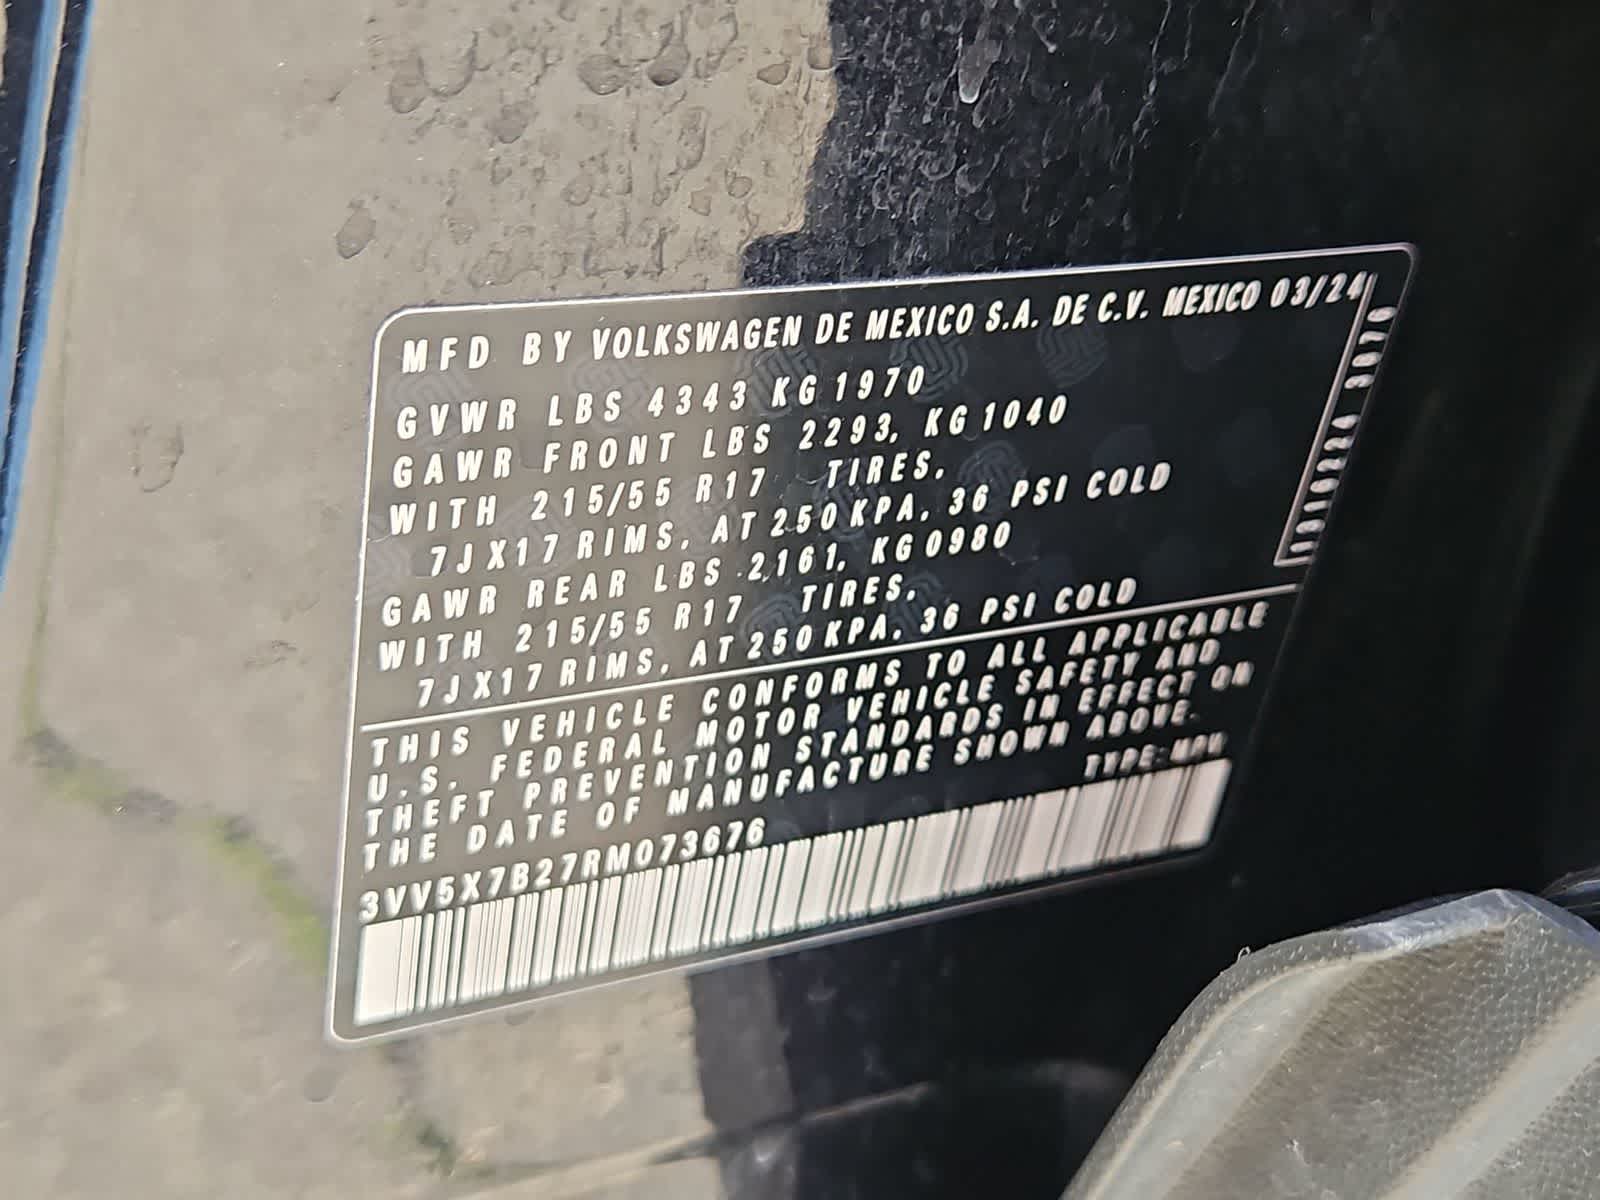 MFD BY VOLKSWAGEN DE MEXICO S.A. DE C.V. MEXICO 03/24
GVWR LBS 4343 KG 1970
GAWR FRONT LBS 2293, KG 1040
WITH 215/55 R17 TIRES,
7JX17 RIMS, AT 250 KPA, 36 PSI COLD
GAWR REAR LBS 2161, KG 0980
WITH 215/55 R17 TIRES,
7JX17 RIMS, AT 250 KPA, 36 PSI COLD
THIS VEHICLE CONFORMS TO ALL APPLICABLE
U.S. FEDERAL MOTOR VEHICLE SAFETY AND
THEFT PREVENTION STANDARDS IN EFFECT ON
THE DATE OF MANUFACTURE SHOWN ABOVE.
TYPE: MPV
3VV5X7B27RM073676